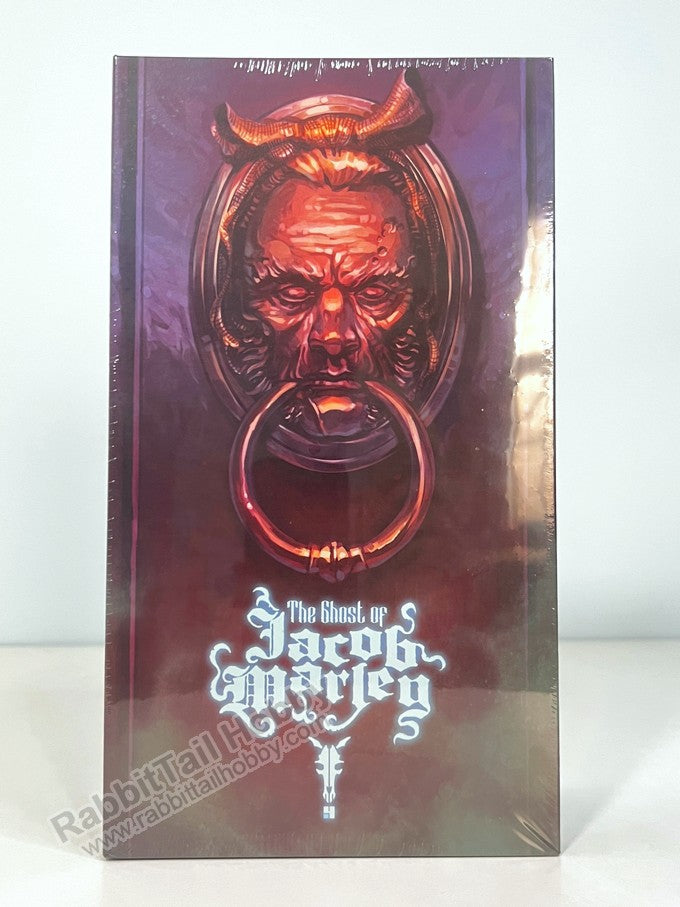 The Ghost of
Jacob
Marley
RabbitTail Hobby
www.rabbittailhobby.com